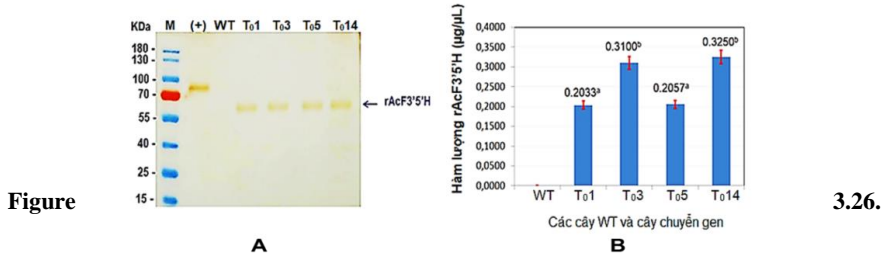 KDa M (+) WT T₀1 T₀3 T₀5 T₀14
180 -
130 -
100 -
70 -
55 -
40 -
25 -
15 -
← rAcF3'5'H
A
Hàm lượng rAcF3'5'H (µg/µL)
0,4000
0,3500
0,3000
0,2500
0,2000
0,1500
0,1000
0,0500
0,0000
0.2033ᵃ
0.3100ᵇ
0.2057ᵃ
0.3250ᵇ
WT T₀1 T₀3 T₀5 T₀14
Các cây WT và cây chuyển gen
B
Figure 3.26.